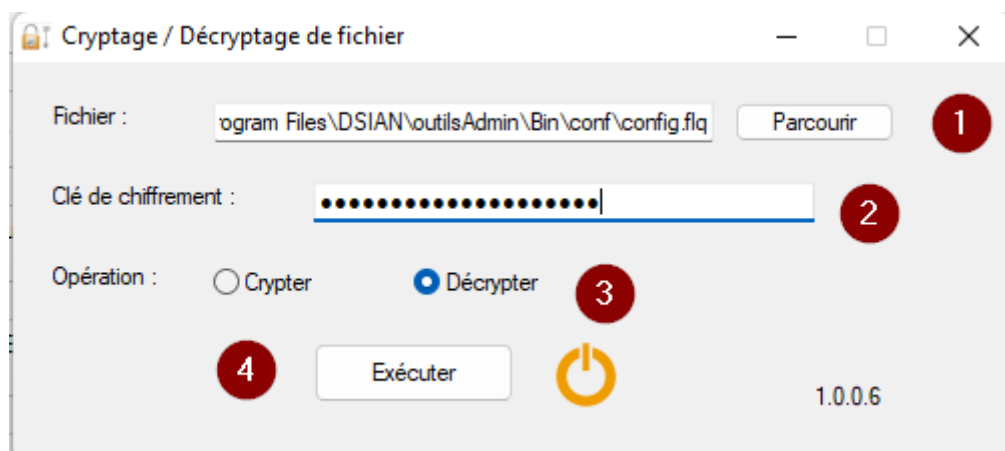 Cryptage / Décryptage de fichier
Fichier : ogram Files\DSIAN\outilsAdmin\Bin\conf\config.flq Parcourir 1
Clé de chiffrement : •••••••••••••••••••• 2
Opération : Crypter Décrypter 3
4 Exécuter
1.0.0.6